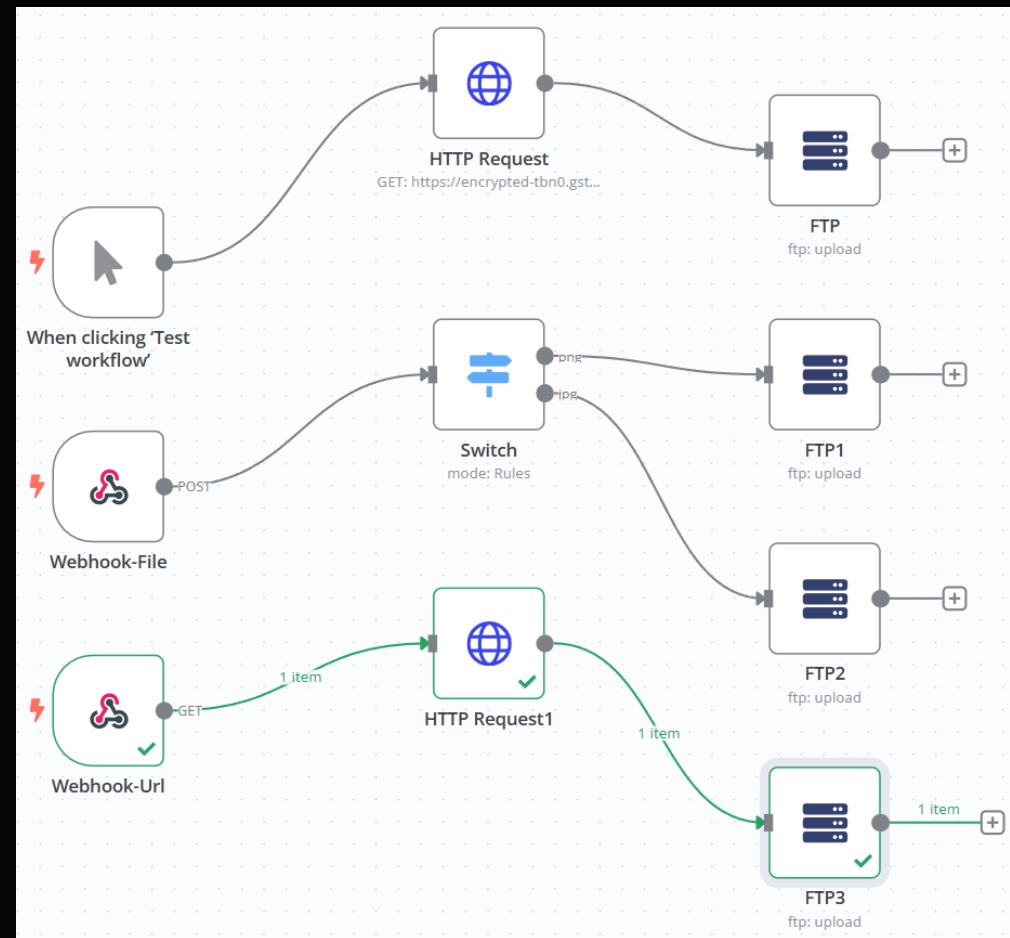 HTTP Request
GET: https://encrypted-tbn0.gst...
FTP
ftp: upload
When clicking ‘Test
workflow’
png
jpg
Switch
mode: Rules
FTP1
ftp: upload
POST
Webhook-File
FTP2
ftp: upload
1 item
GET
HTTP Request1
1 item
Webhook-Url
1 item
FTP3
ftp: upload